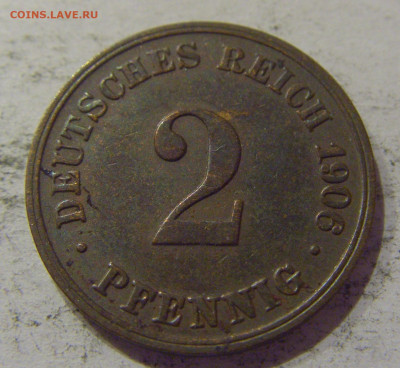 COINS.LAVE.RU
· DEUTSCHES REICH 1906 ·
2
PFENNIG